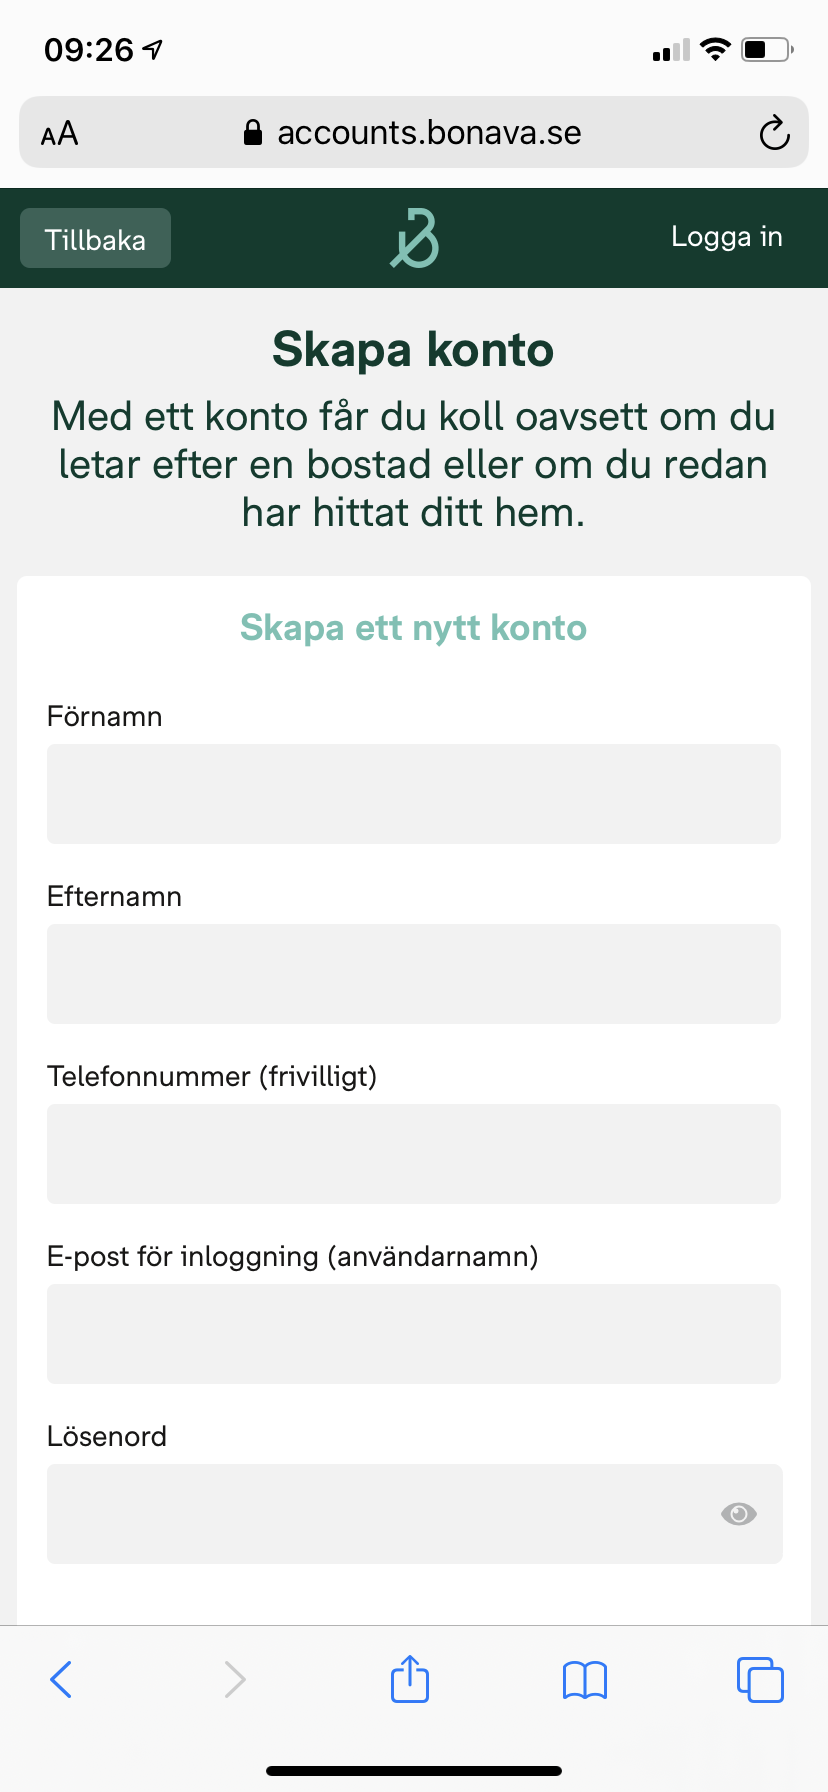 09:26
AA accounts.bonava.se
Tillbaka Logga in
Skapa konto
Med ett konto får du koll oavsett om du
letar efter en bostad eller om du redan
har hittat ditt hem.
Skapa ett nytt konto
Förnamn
Efternamn
Telefonnummer (frivilligt)
E-post för inloggning (användarnamn)
Lösenord